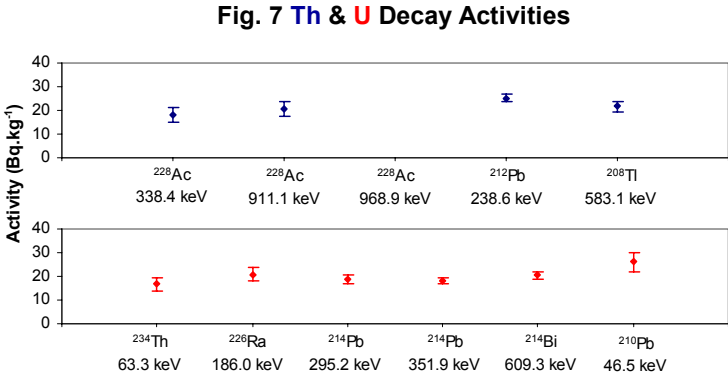 Fig. 7 Th & U Decay Activities
Activity (Bq.kg⁻¹)
40
30
20
10
0
²²⁸Ac ²²⁸Ac ²²⁸Ac ²¹²Pb ²⁰⁸Tl
338.4 keV 911.1 keV 968.9 keV 238.6 keV 583.1 keV
40
30
20
10
0
²³⁴Th ²²⁶Ra ²¹⁴Pb ²¹⁴Pb ²¹⁴Bi ²¹⁰Pb
63.3 keV 186.0 keV 295.2 keV 351.9 keV 609.3 keV 46.5 keV